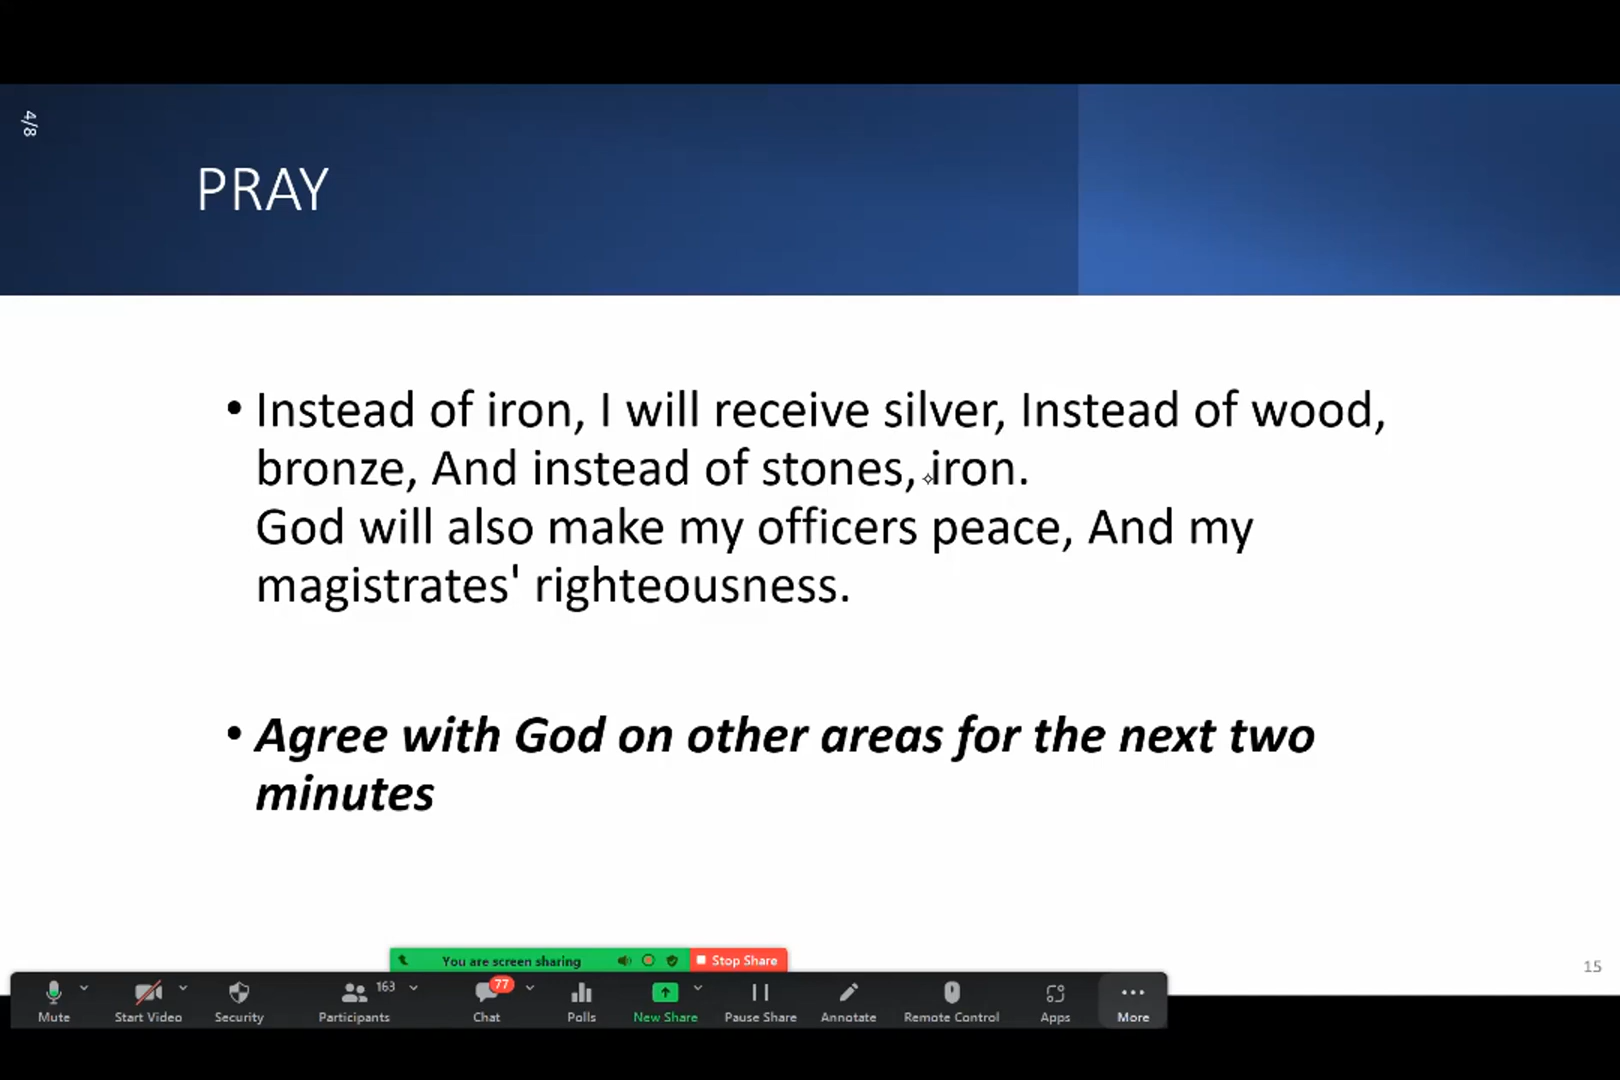 4/8
PRAY
• Instead of iron, I will receive silver, Instead of wood,
bronze, And instead of stones, iron.
God will also make my officers peace, And my
magistrates' righteousness.
• Agree with God on other areas for the next two
minutes
15
You are screen sharing
Stop Share
Mute
Start Video
Security
163
Participants
77
Chat
Polls
New Share
Pause Share
Annotate
Remote Control
Apps
More